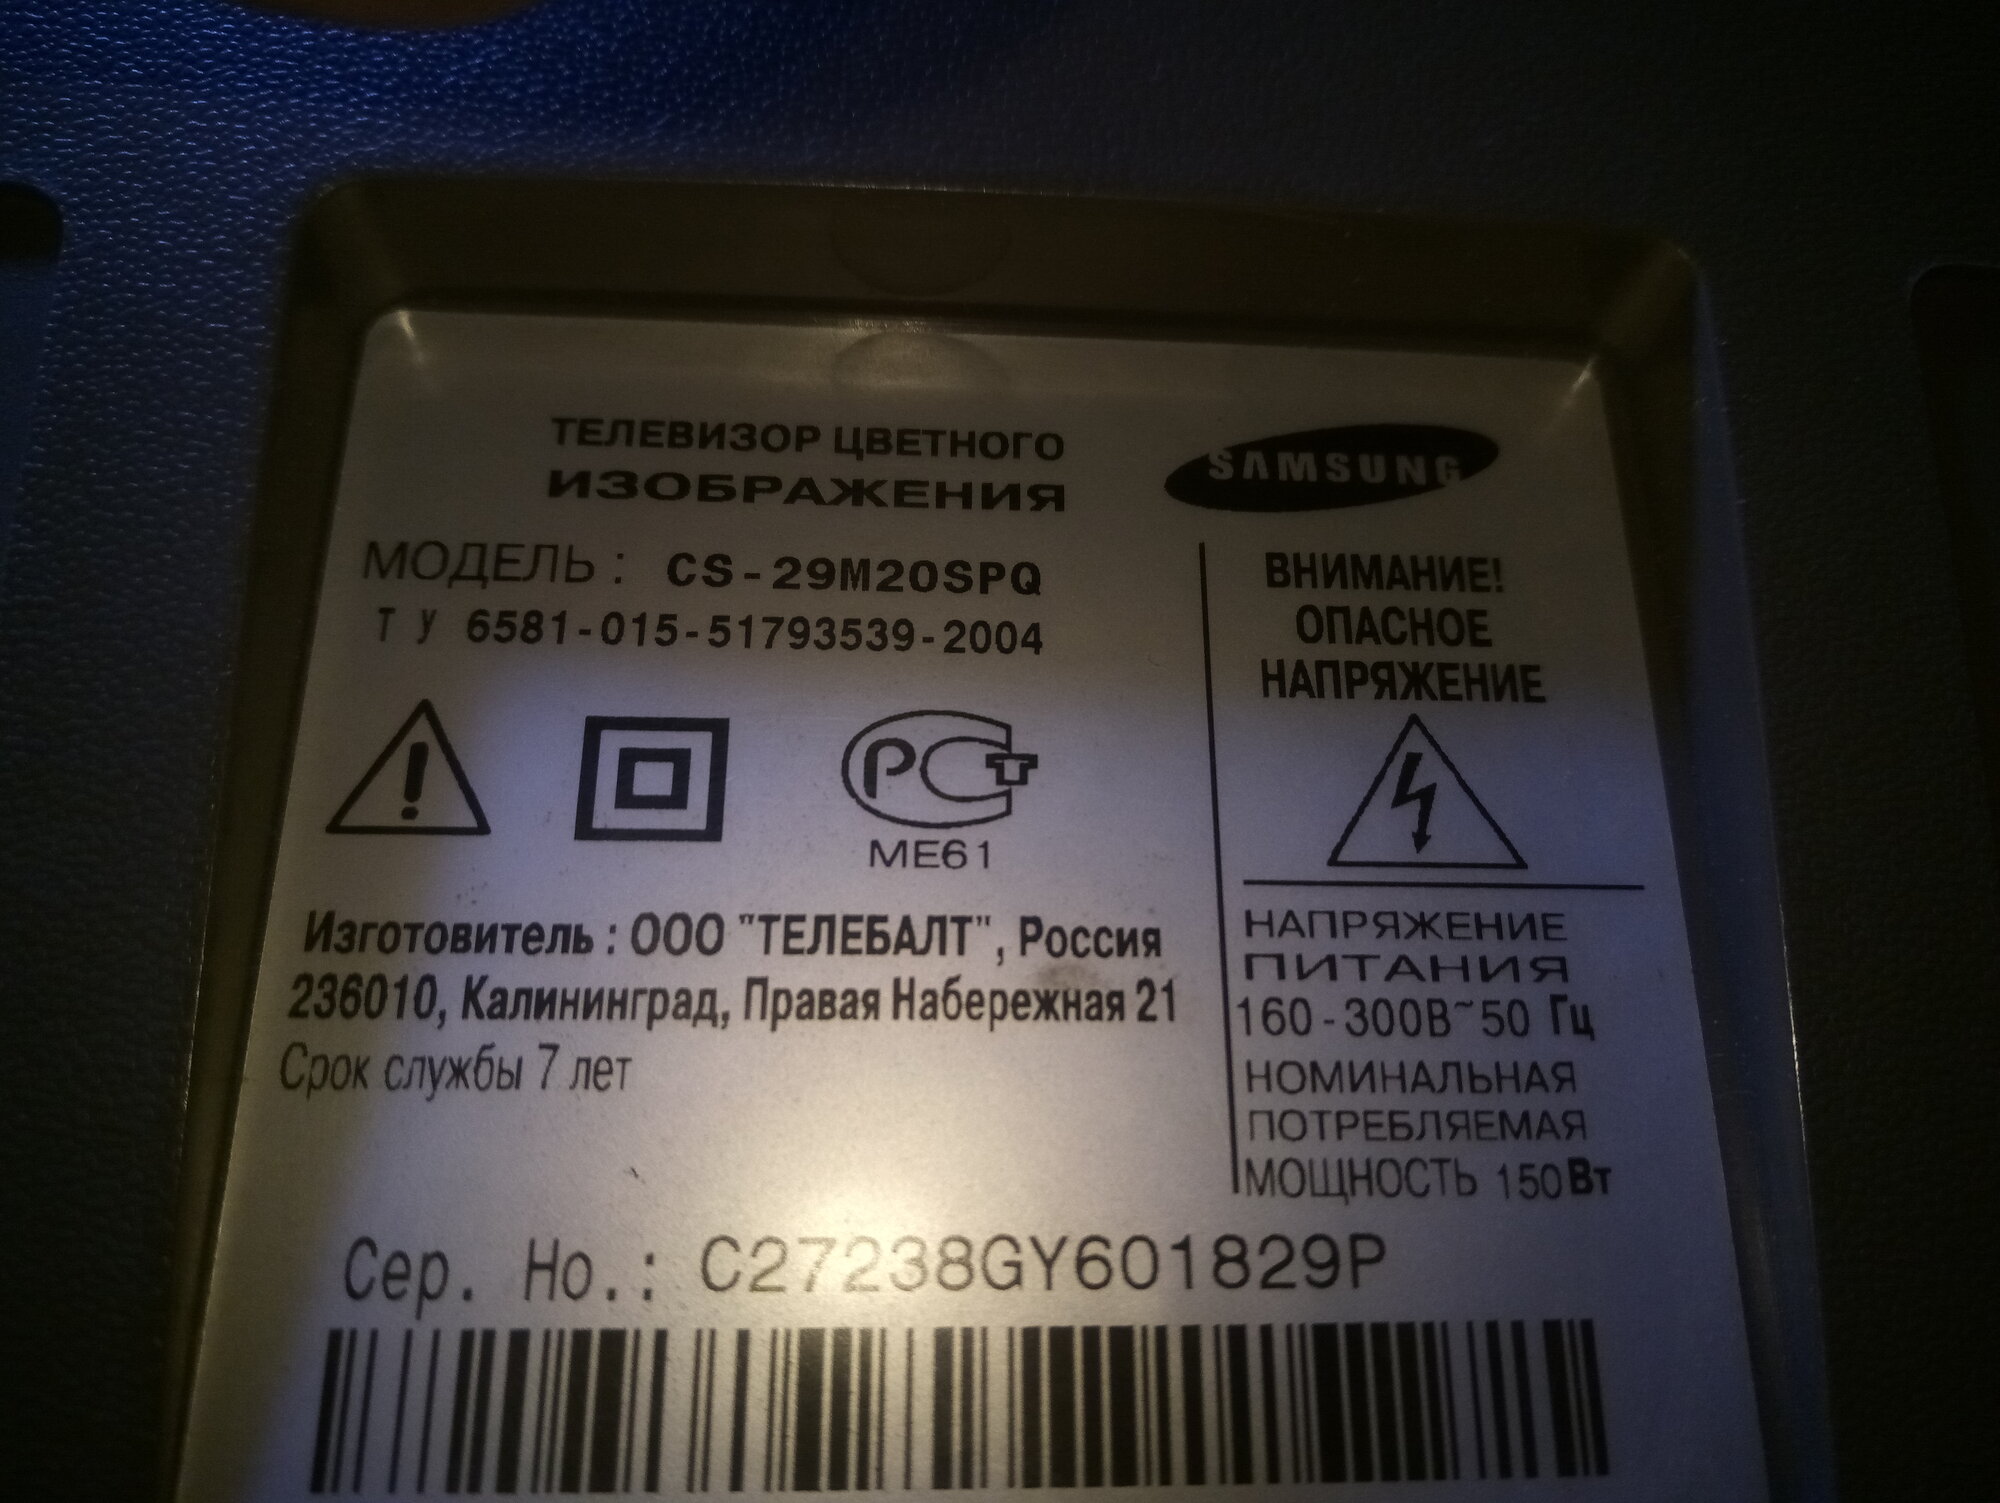 ТЕЛЕВИЗОР ЦВЕТНОГО
ИЗОБРАЖЕНИЯ
SAMSUNG
МОДЕЛЬ : CS-29M20SPQ
ТУ 6581-015-51793539-2004
РСТ
МЕ61
Изготовитель : ООО "ТЕЛЕБАЛТ", Россия
236010, Калининград, Правая Набережная 21
Срок службы 7 лет
ВНИМАНИЕ!
ОПАСНОЕ
НАПРЯЖЕНИЕ
НАПРЯЖЕНИЕ
ПИТАНИЯ
160-300В~50 Гц
НОМИНАЛЬНАЯ
ПОТРЕБЛЯЕМАЯ
МОЩНОСТЬ 150Вт
Сер. Но.: C27238GY601829P